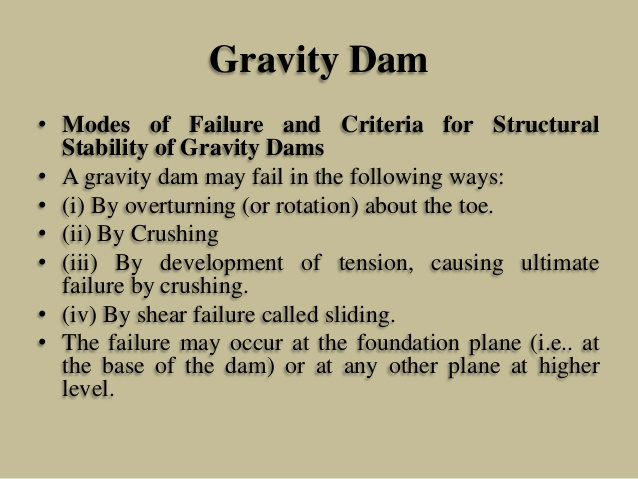 Gravity Dam
• Modes of Failure and Criteria for Structural
Stability of Gravity Dams
• A gravity dam may fail in the following ways:
• (i) By overturning (or rotation) about the toe.
• (ii) By Crushing
• (iii) By development of tension, causing ultimate
failure by crushing.
• (iv) By shear failure called sliding.
• The failure may occur at the foundation plane (i.e.. at
the base of the dam) or at any other plane at higher
level.